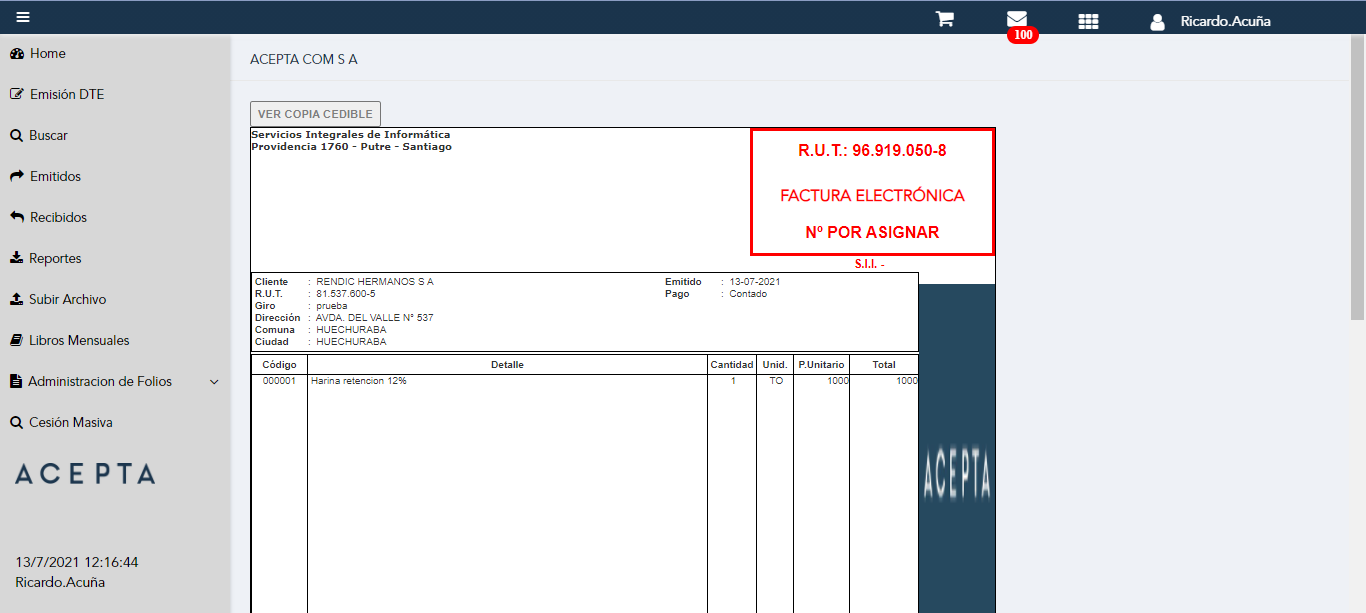 Ricardo.Acuña
100
Home
Emisión DTE
Buscar
Emitidos
Recibidos
Reportes
Subir Archivo
Libros Mensuales
Administracion de Folios
Cesión Masiva
ACEPTA
13/7/2021 12:16:44
Ricardo.Acuña
ACEPTA COM S A
VER COPIA CEDIBLE
Servicios Integrales de Informática
Providencia 1760 - Putre - Santiago
R.U.T.: 96.919.050-8
FACTURA ELECTRÓNICA
Nº POR ASIGNAR
S.I.I. -
Cliente : RENDIC HERMANOS S A Emitido : 13-07-2021
R.U.T. : 81.537.600-5 Pago : Contado
Giro : prueba
Dirección : AVDA. DEL VALLE N° 537
Comuna : HUECHURABA
Ciudad : HUECHURABA
Código Detalle Cantidad Unid. P.Unitario Total
000001 Harina retencion 12% 1 TO 1000 1000
ACEPTA